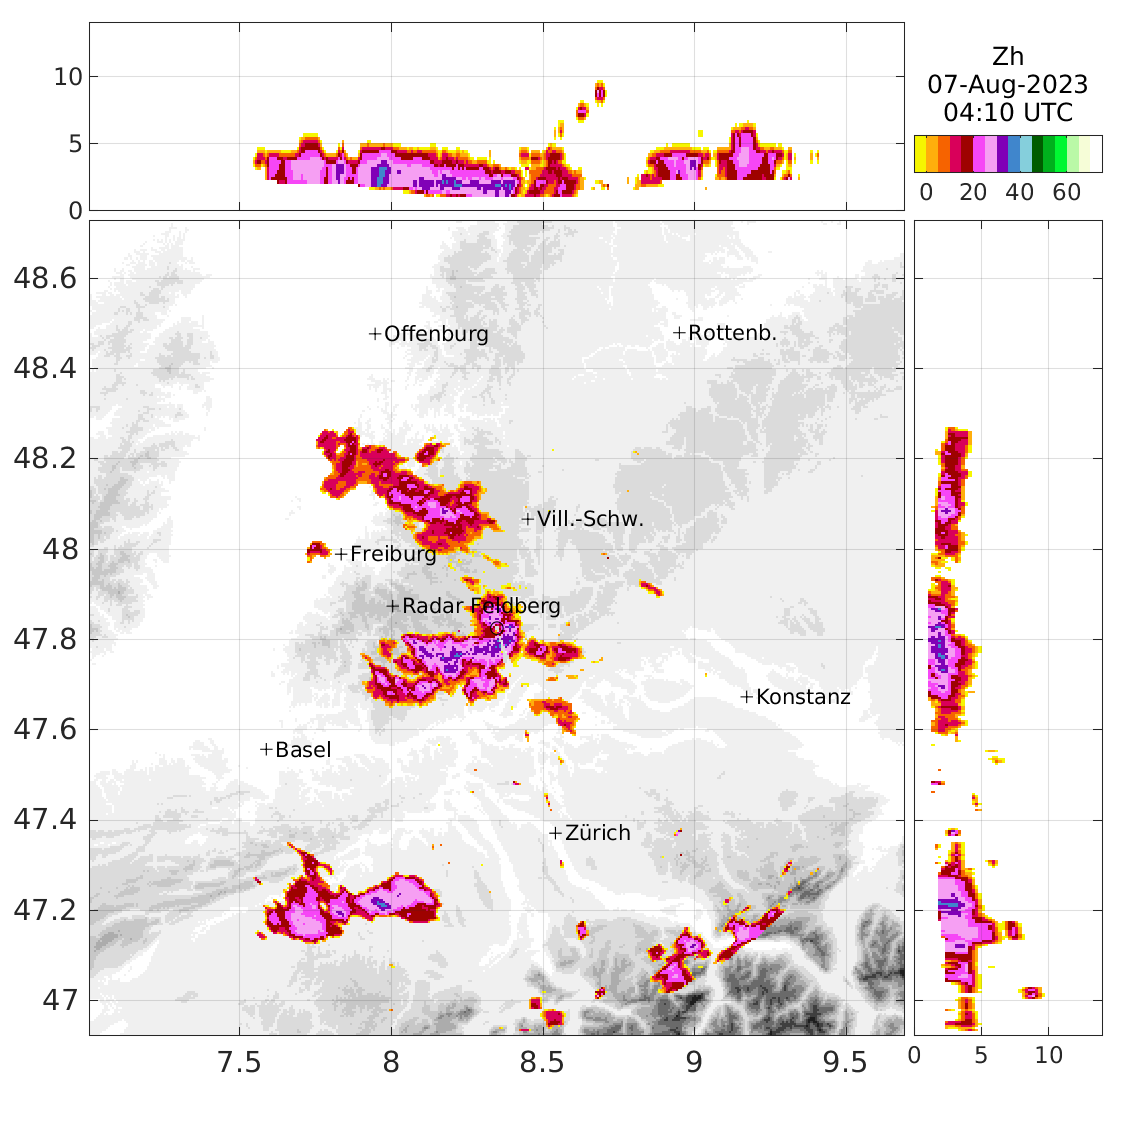 10
5
0
Zh
07-Aug-2023
04:10 UTC
0 20 40 60
48.6
48.4
48.2
48
47.8
47.6
47.4
47.2
47
+Offenburg
+Rottenb.
+Vill.-Schw.
+Freiburg
+Radar Feldberg
+Konstanz
+Basel
+Zürich
7.5 8 8.5 9 9.5
0 5 10